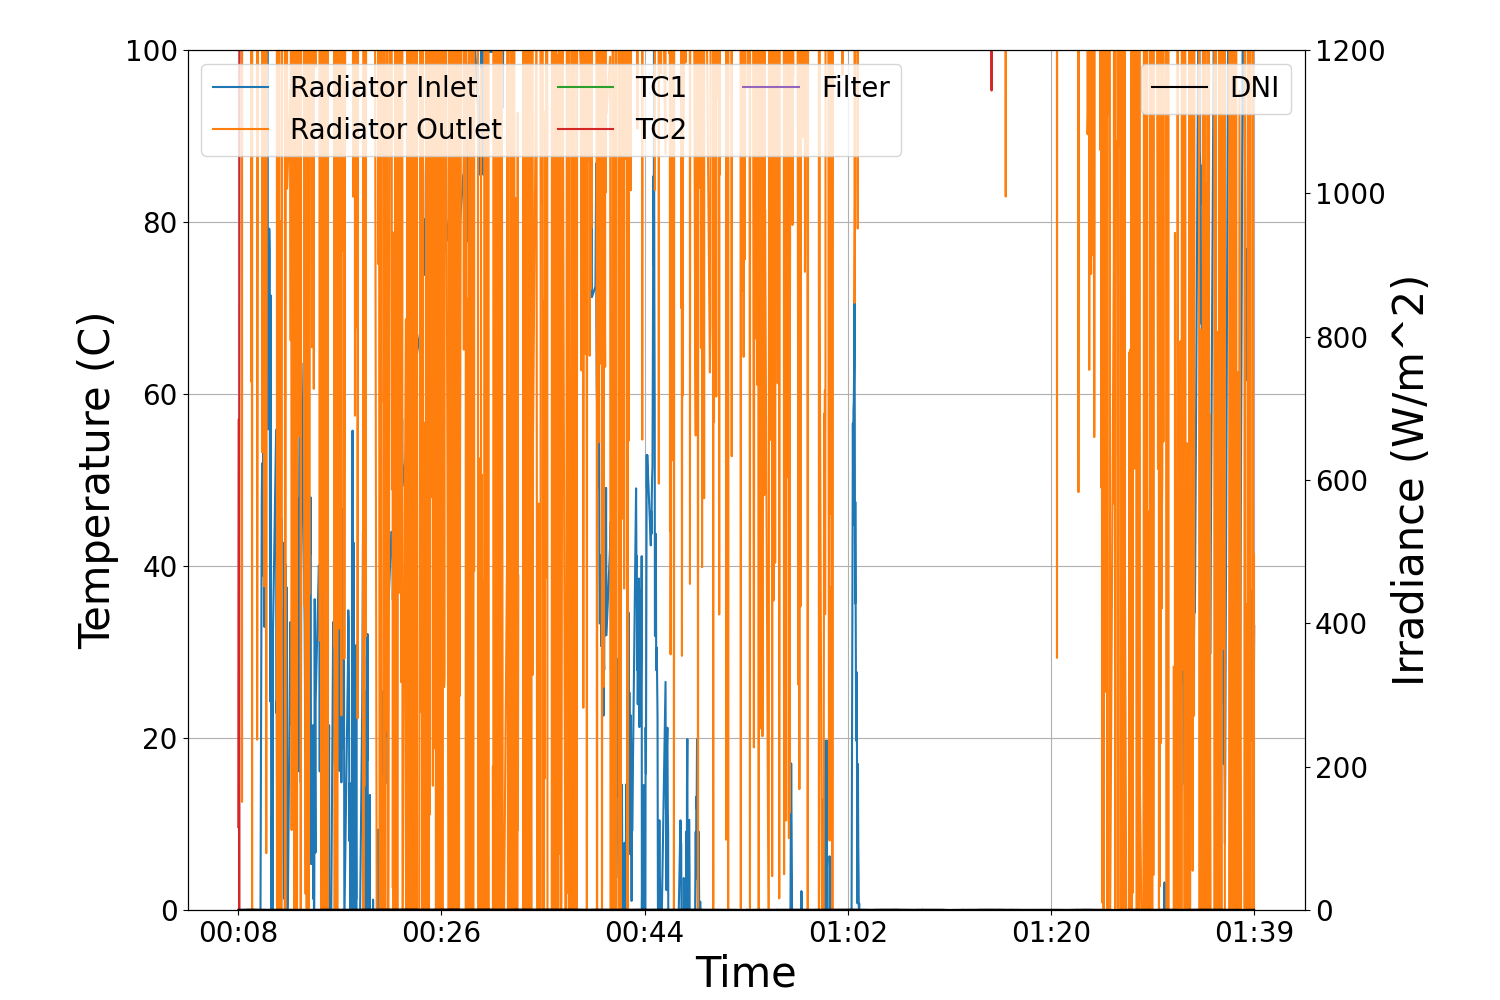 100
80
60
40
20
0
Temperature (C)
Radiator Inlet
Radiator Outlet
TC1
TC2
Filter
DNI
1200
1000
800
600
400
200
0
Irradiance (W/m^2)
00:08 00:26 00:44 01:02 01:20 01:39
Time